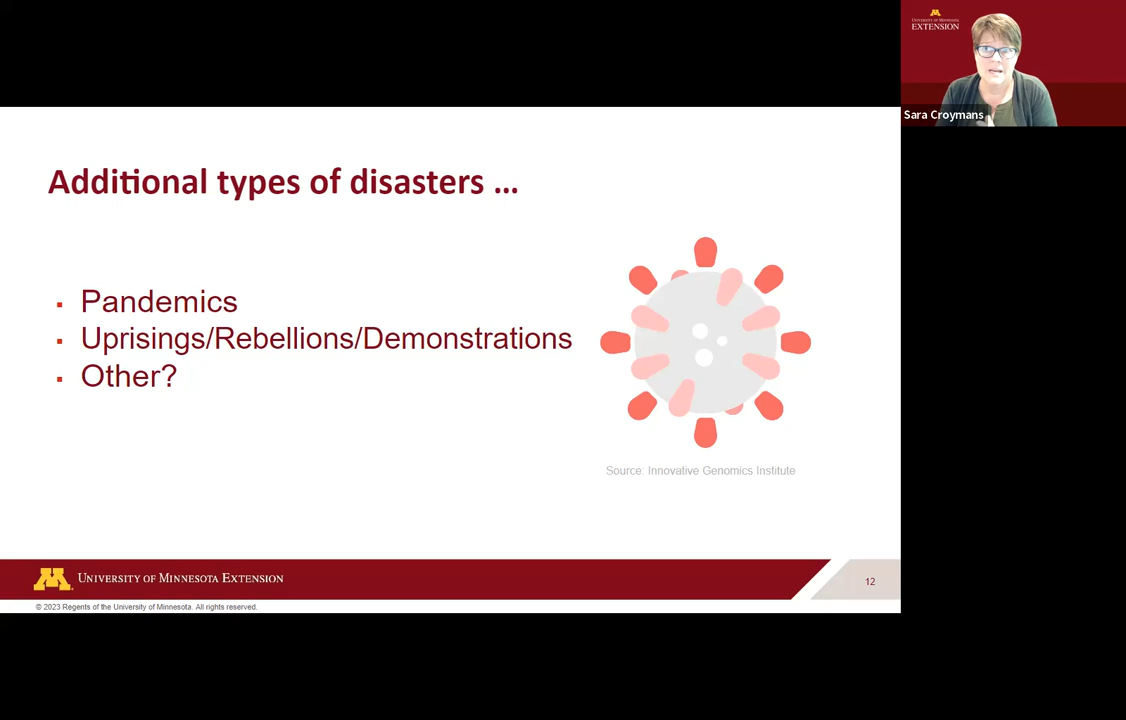 UNIVERSITY OF MINNESOTA
EXTENSION
Sara Croymans
Additional types of disasters ...
▪ Pandemics
▪ Uprisings/Rebellions/Demonstrations
▪ Other?
Source: Innovative Genomics Institute
UNIVERSITY OF MINNESOTA EXTENSION
12
© 2023 Regents of the University of Minnesota. All rights reserved.